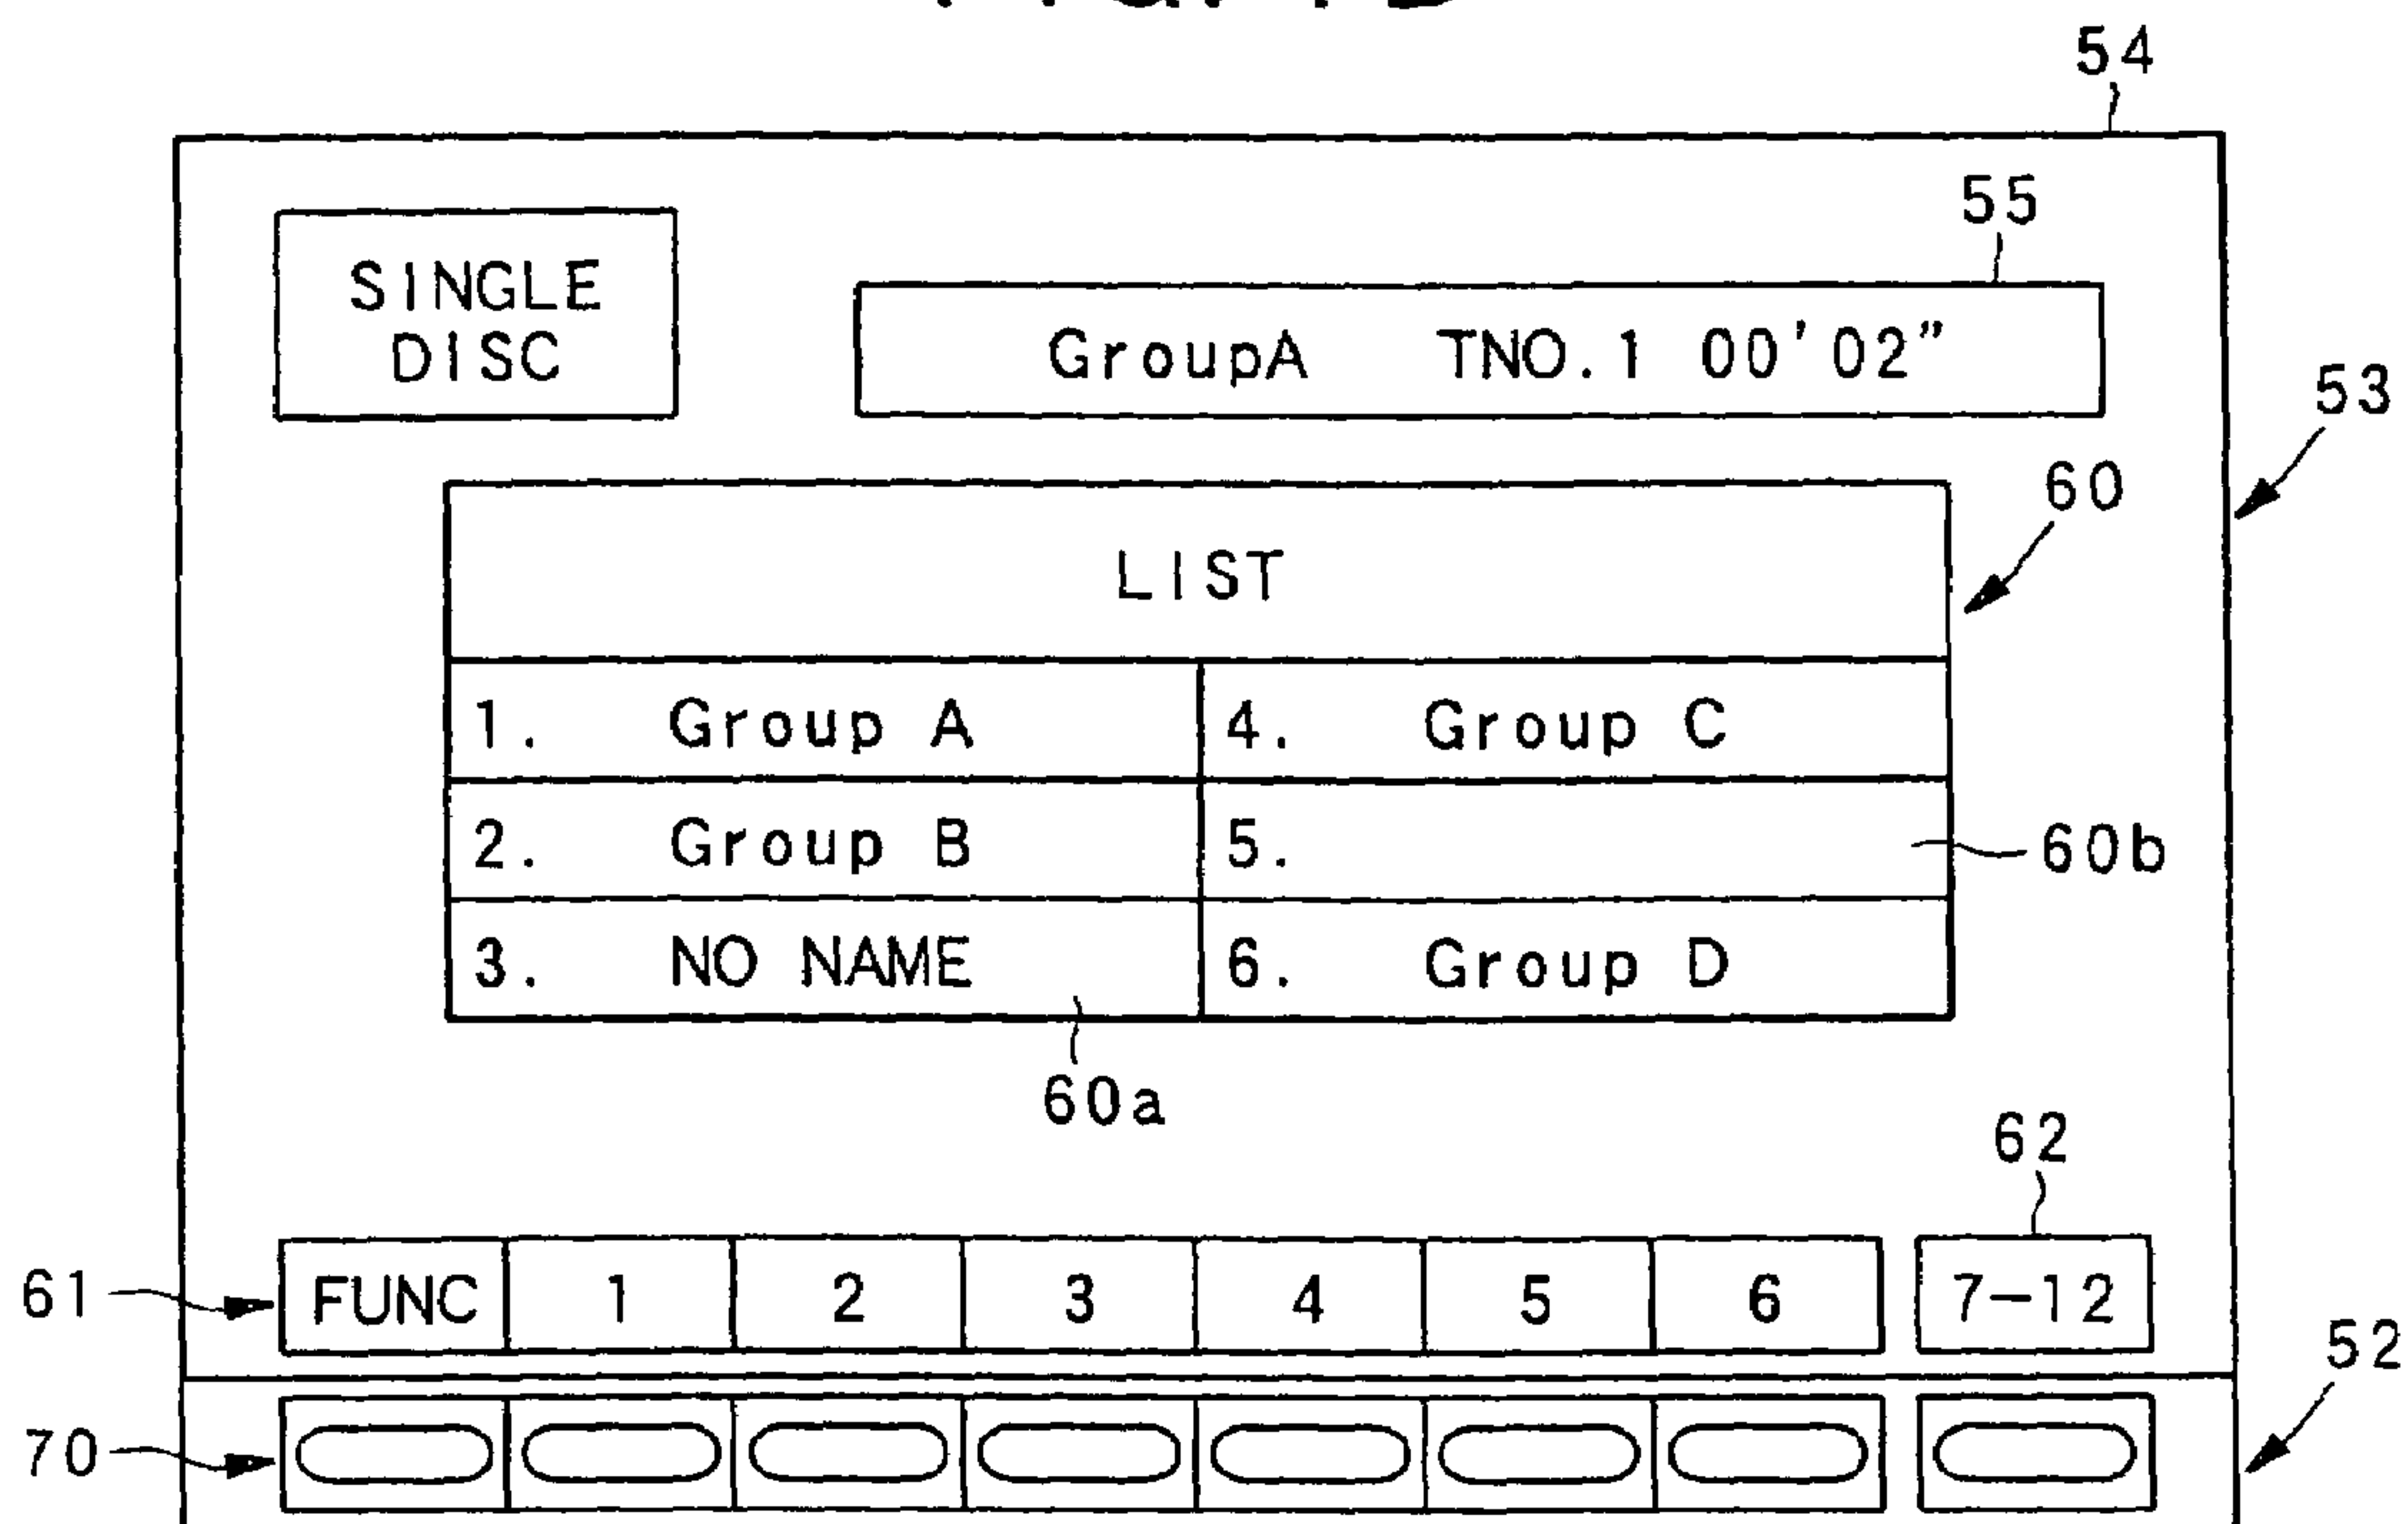 54
55
SINGLE
DISC
GroupA TNO.1 00'02"
53
60
LIST
1. Group A 4. Group C
2. Group B 5.
60b
3. NO NAME 6. Group D
60a
62
61
FUNC 1 2 3 4 5 6 7-12
52
70